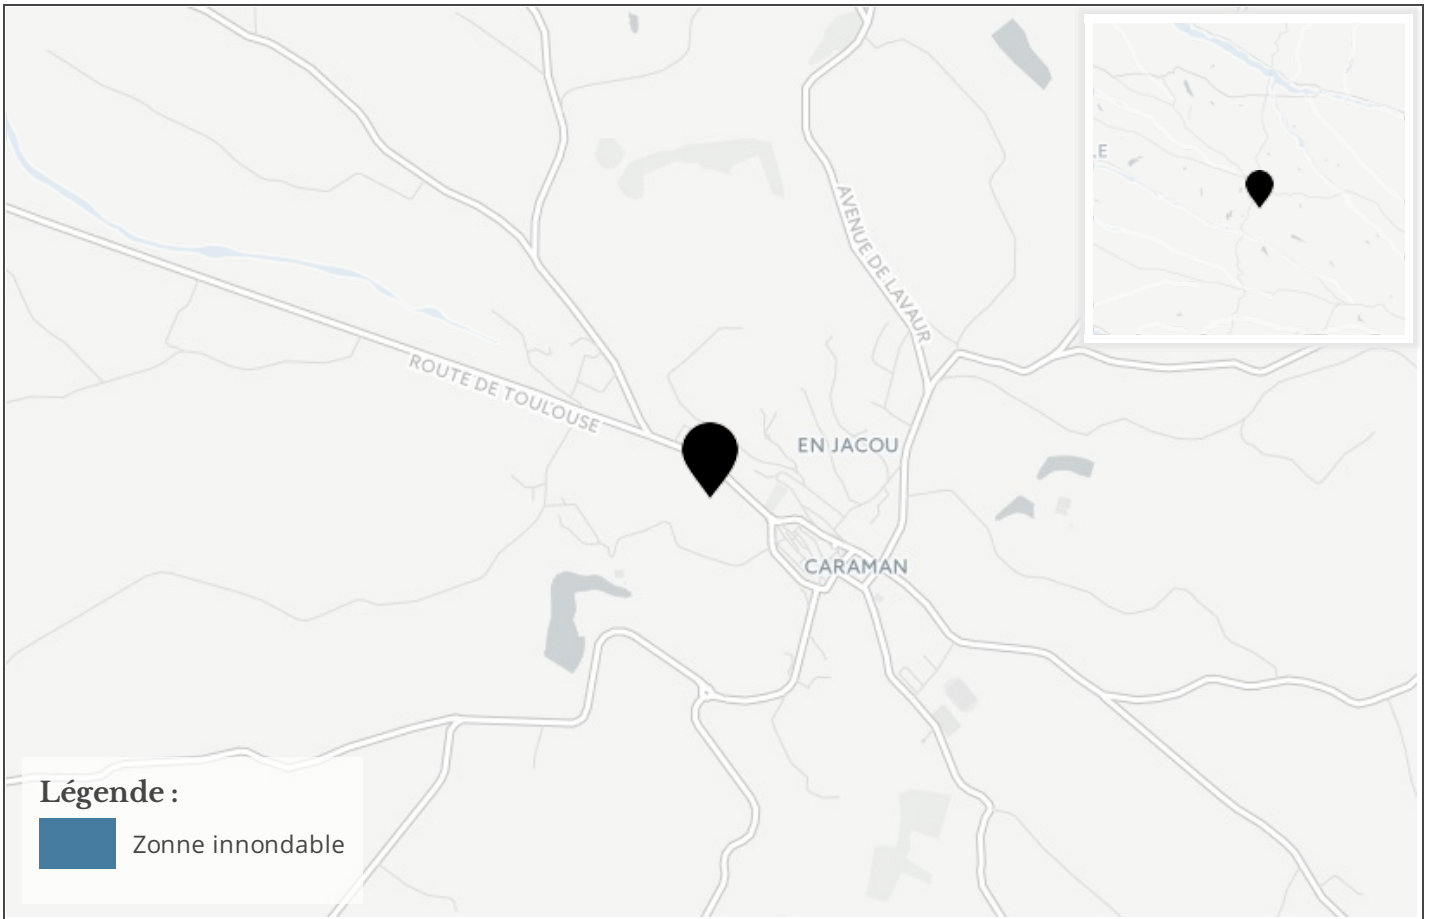 AVENUE DE LAVAUR
ROUTE DE TOULOUSE
EN JACOU
CARAMAN
Légende :
Zonne innondable